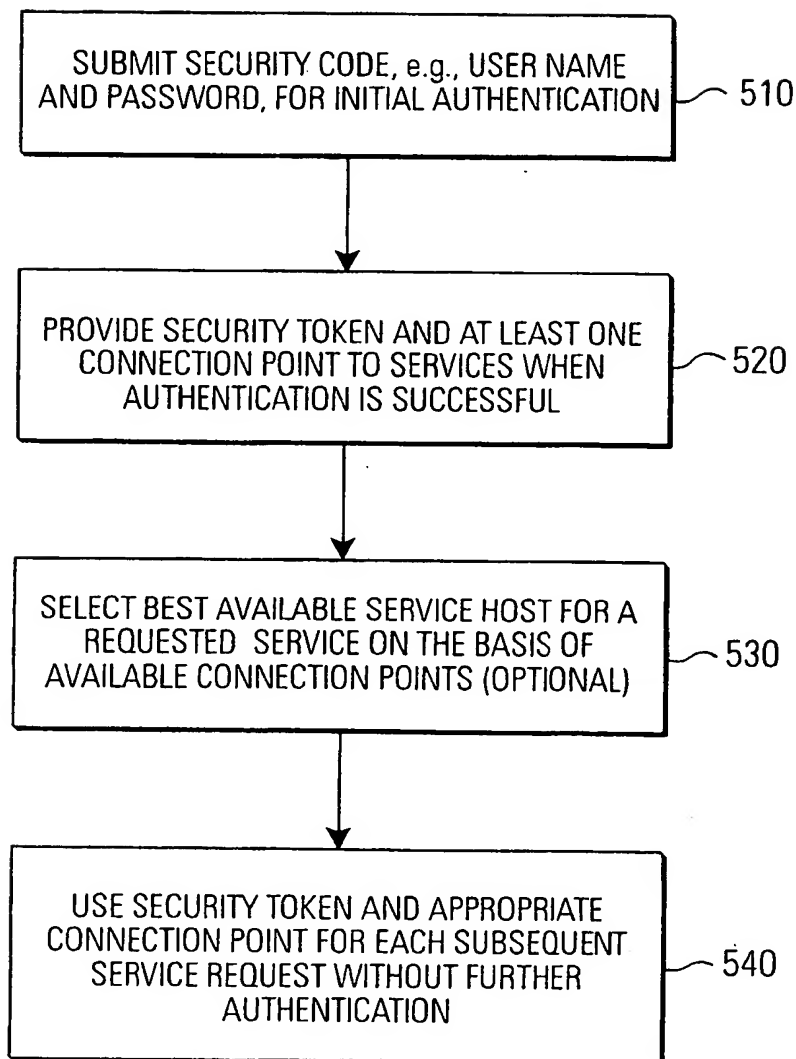 SUBMIT SECURITY CODE, e.g., USER NAME
AND PASSWORD, FOR INITIAL AUTHENTICATION
510
PROVIDE SECURITY TOKEN AND AT LEAST ONE
CONNECTION POINT TO SERVICES WHEN
AUTHENTICATION IS SUCCESSFUL
520
SELECT BEST AVAILABLE SERVICE HOST FOR A
REQUESTED SERVICE ON THE BASIS OF
AVAILABLE CONNECTION POINTS (OPTIONAL)
530
USE SECURITY TOKEN AND APPROPRIATE
CONNECTION POINT FOR EACH SUBSEQUENT
SERVICE REQUEST WITHOUT FURTHER
AUTHENTICATION
540